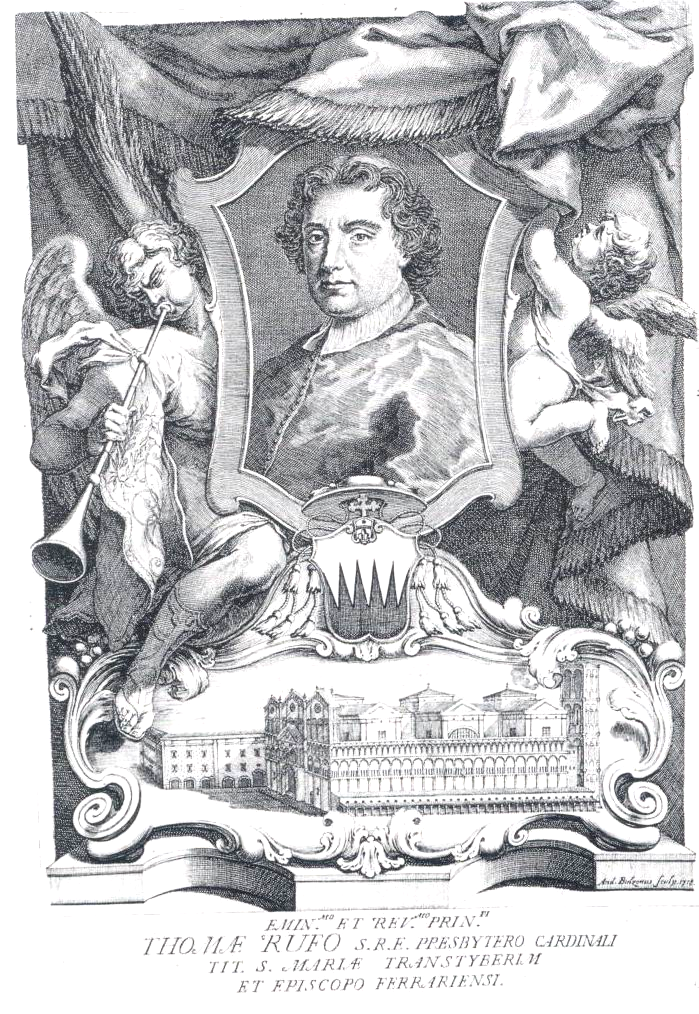 And. Bolzonus sculp. 1718
EMIN.MO ET REV.MO PRIN.PI
THOMÆ RUFO S.R.E. PRESBYTERO CARDINALI
TIT. S. MARIÆ TRANSTYBERIM
ET EPISCOPO FERRARIENSI.